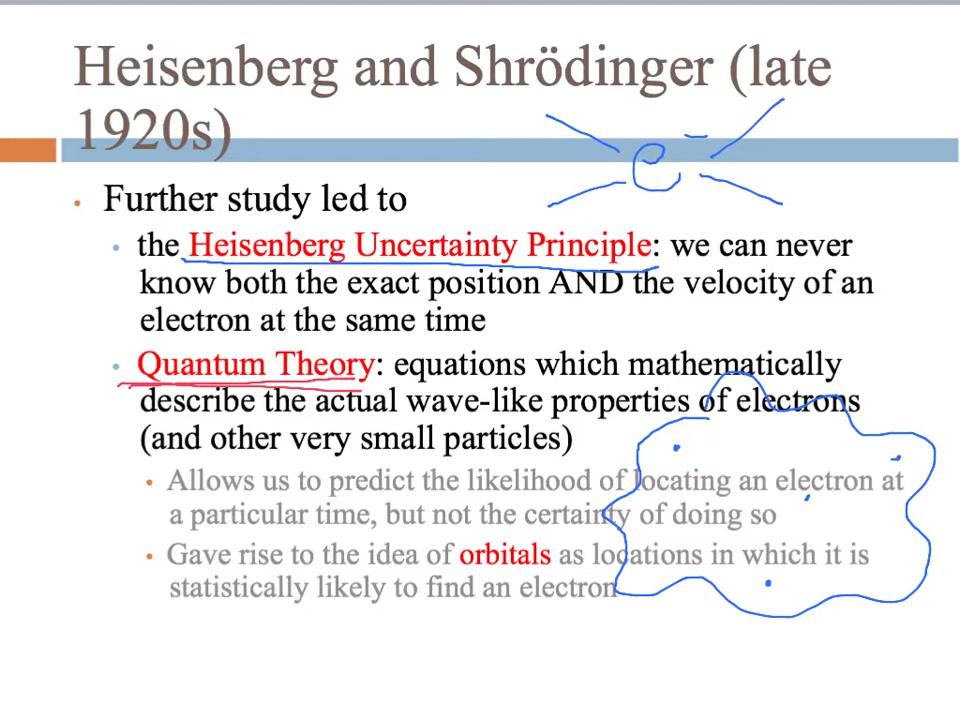 Heisenberg and Shrödinger (late
1920s)
e-
• Further study led to
• the Heisenberg Uncertainty Principle: we can never
know both the exact position AND the velocity of an
electron at the same time
• Quantum Theory: equations which mathematically
describe the actual wave-like properties of electrons
(and other very small particles)
• Allows us to predict the likelihood of locating an electron at
a particular time, but not the certainty of doing so
• Gave rise to the idea of orbitals as locations in which it is
statistically likely to find an electron